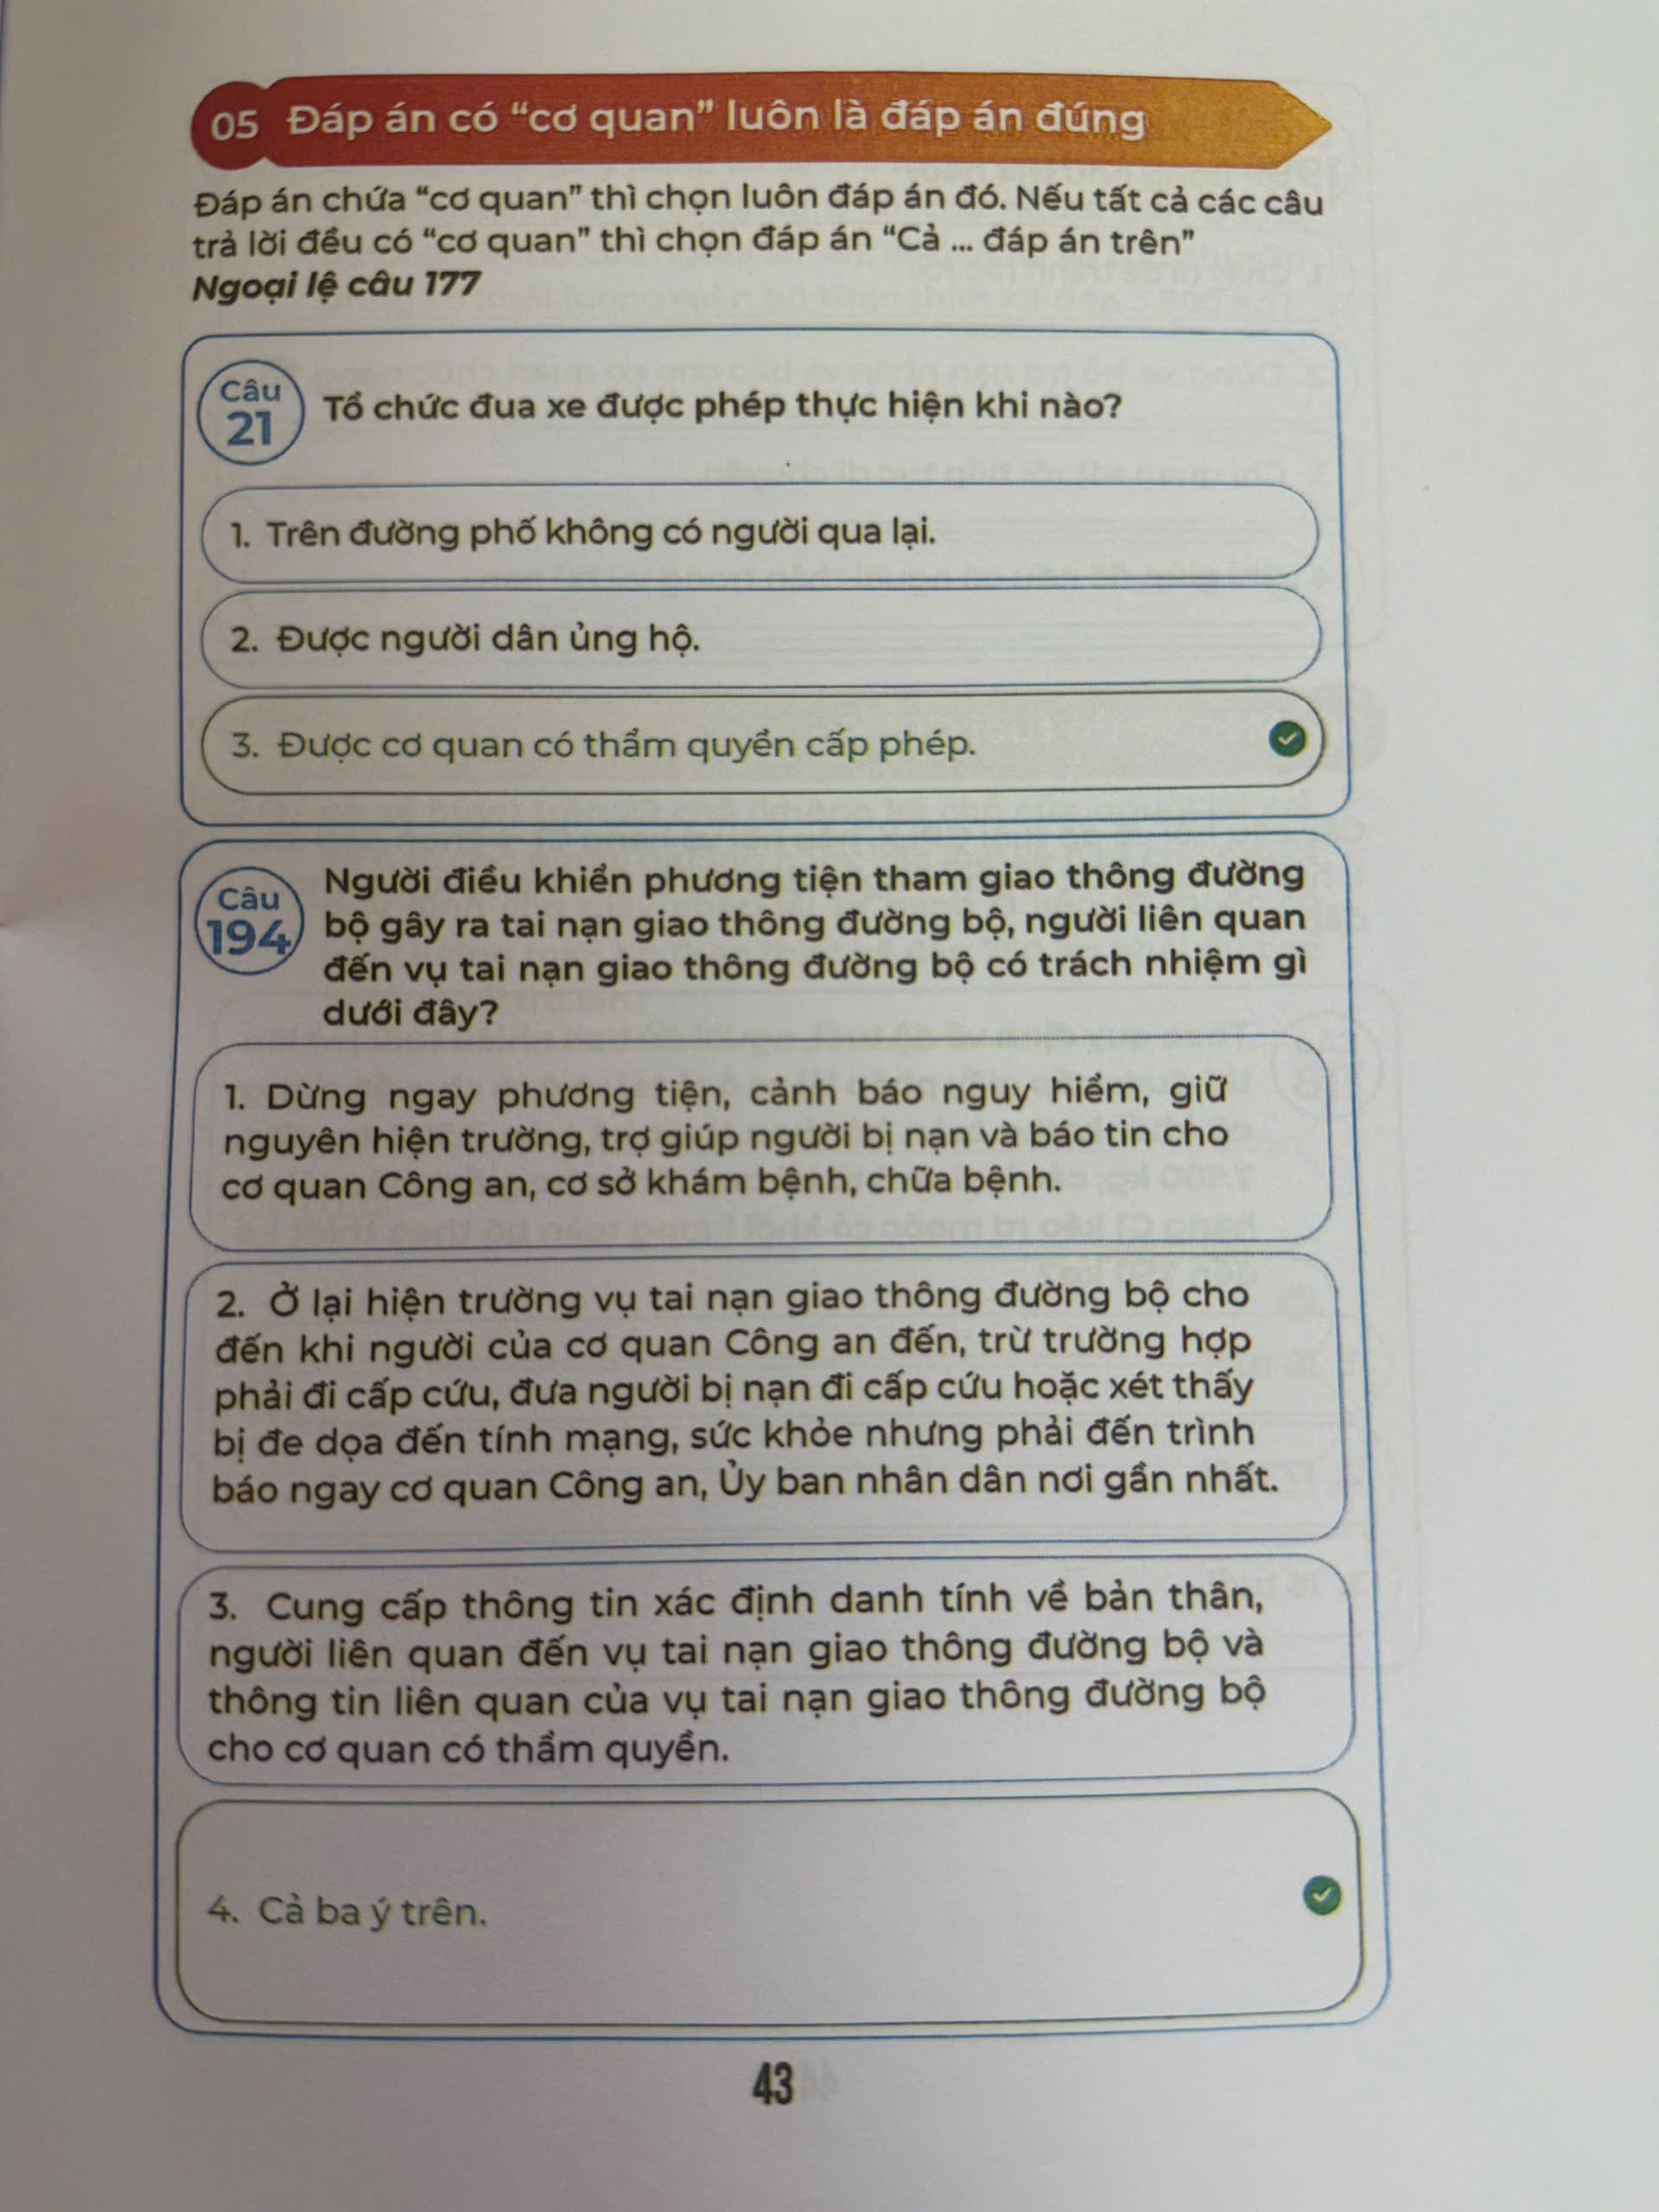 05 Đáp án có “cơ quan” luôn là đáp án đúng
Đáp án chứa “cơ quan” thì chọn luôn đáp án đó. Nếu tất cả các câu
trả lời đều có “cơ quan” thì chọn đáp án “Cả ... đáp án trên”
Ngoại lệ câu 177
Câu
21
Tổ chức đua xe được phép thực hiện khi nào?
1. Trên đường phố không có người qua lại.
2. Được người dân ủng hộ.
3. Được cơ quan có thẩm quyền cấp phép.
Câu
194
Người điều khiển phương tiện tham giao thông đường
bộ gây ra tai nạn giao thông đường bộ, người liên quan
đến vụ tai nạn giao thông đường bộ có trách nhiệm gì
dưới đây?
1. Dừng ngay phương tiện, cảnh báo nguy hiểm, giữ
nguyên hiện trường, trợ giúp người bị nạn và báo tin cho
cơ quan Công an, cơ sở khám bệnh, chữa bệnh.
2. Ở lại hiện trường vụ tai nạn giao thông đường bộ cho
đến khi người của cơ quan Công an đến, trừ trường hợp
phải đi cấp cứu, đưa người bị nạn đi cấp cứu hoặc xét thấy
bị đe dọa đến tính mạng, sức khỏe nhưng phải đến trình
báo ngay cơ quan Công an, Ủy ban nhân dân nơi gần nhất.
3. Cung cấp thông tin xác định danh tính về bản thân,
người liên quan đến vụ tai nạn giao thông đường bộ và
thông tin liên quan của vụ tai nạn giao thông đường bộ
cho cơ quan có thẩm quyền.
4. Cả ba ý trên.
43